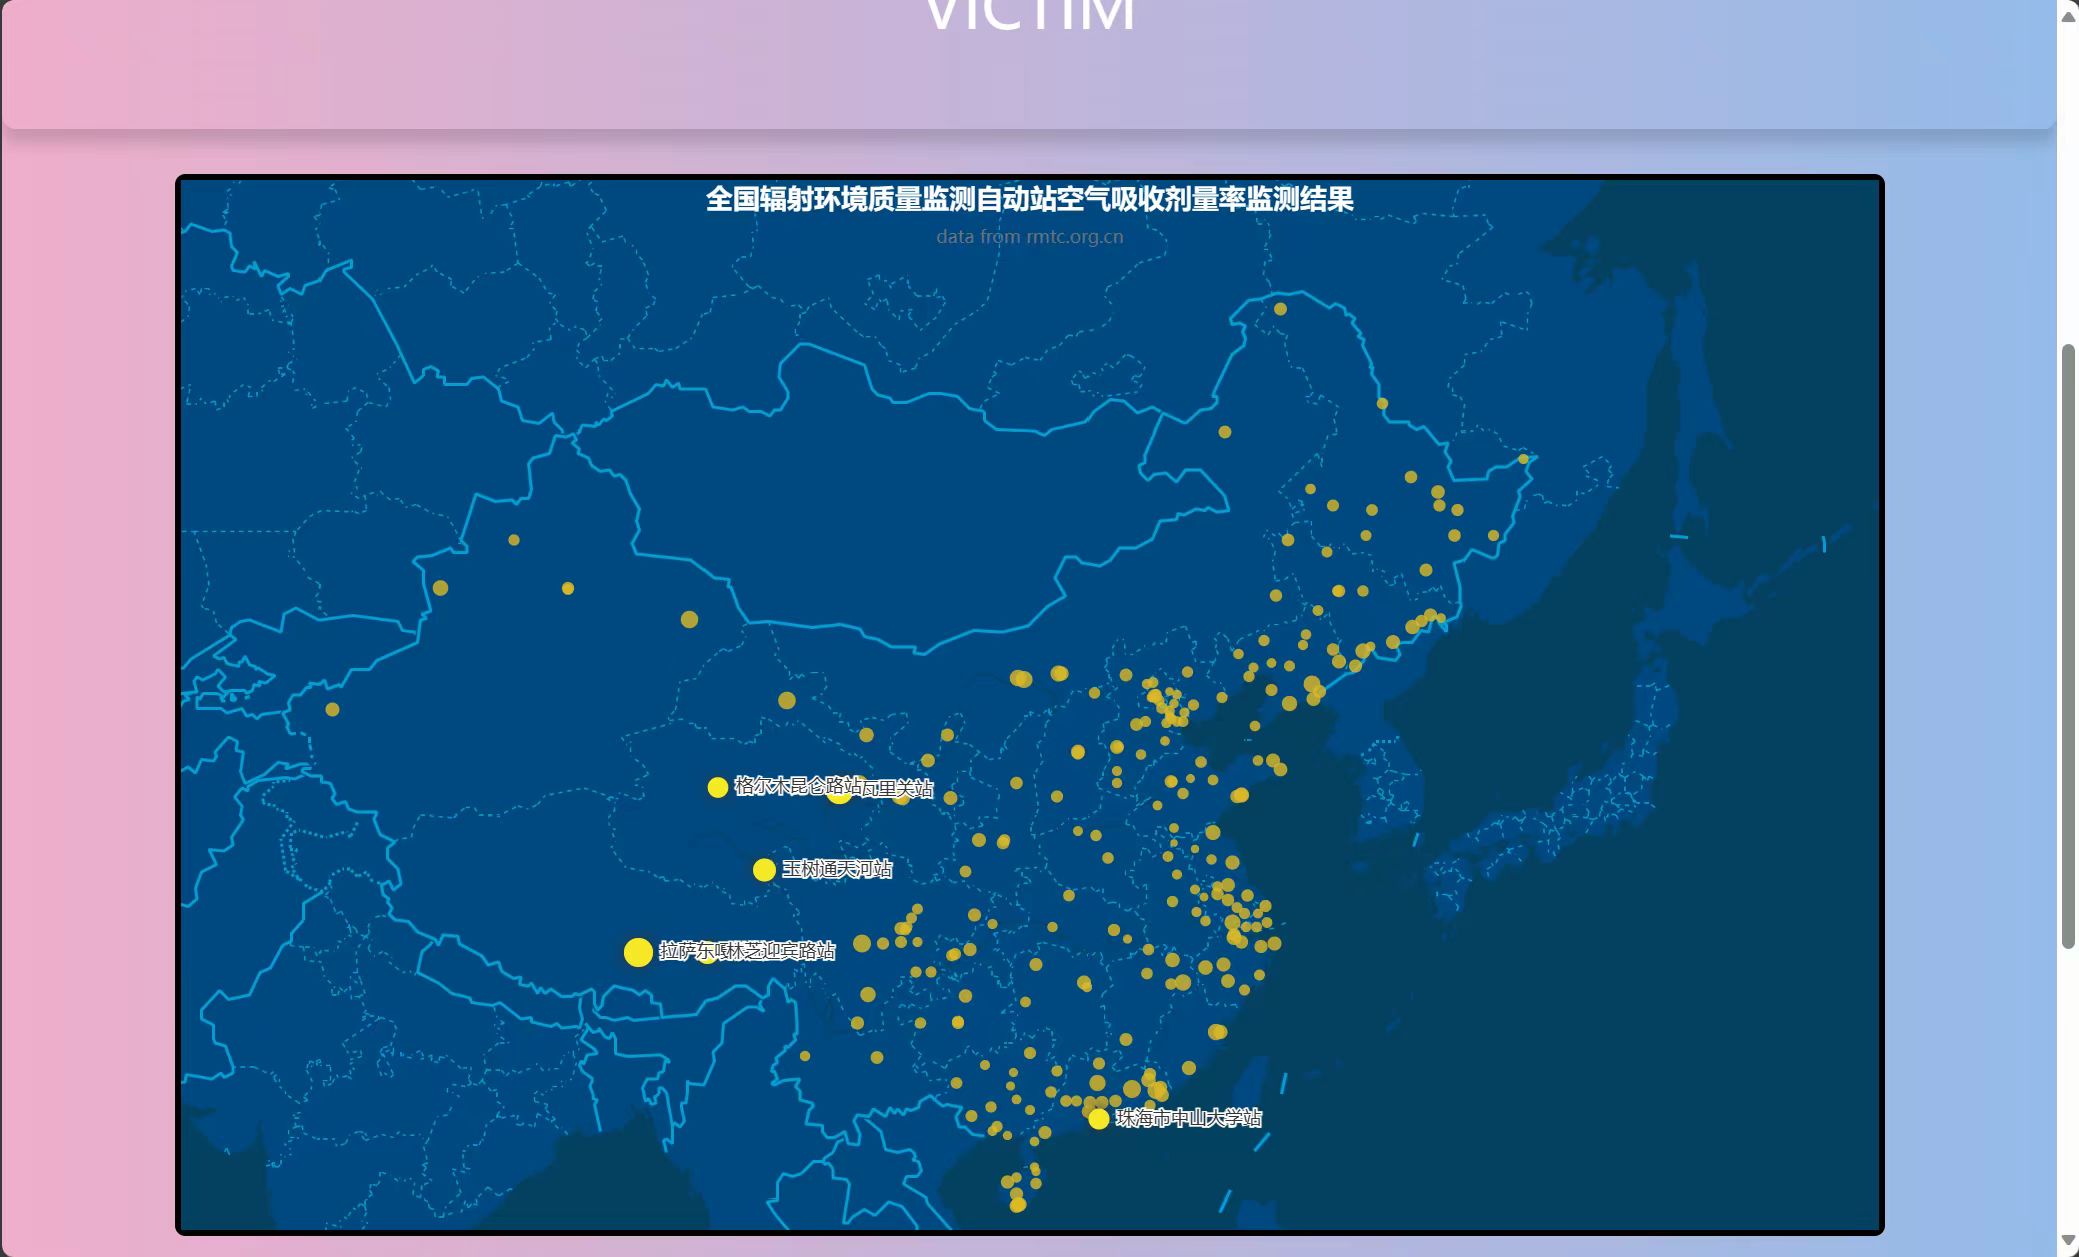 VICTIM
全国辐射环境质量监测自动站空气吸收剂量率监测结果
data from rmtc.org.cn
格尔木昆仑路站
瓦里关站
玉树通天河站
拉萨东嘎
林芝迎宾路站
珠海市中山大学站